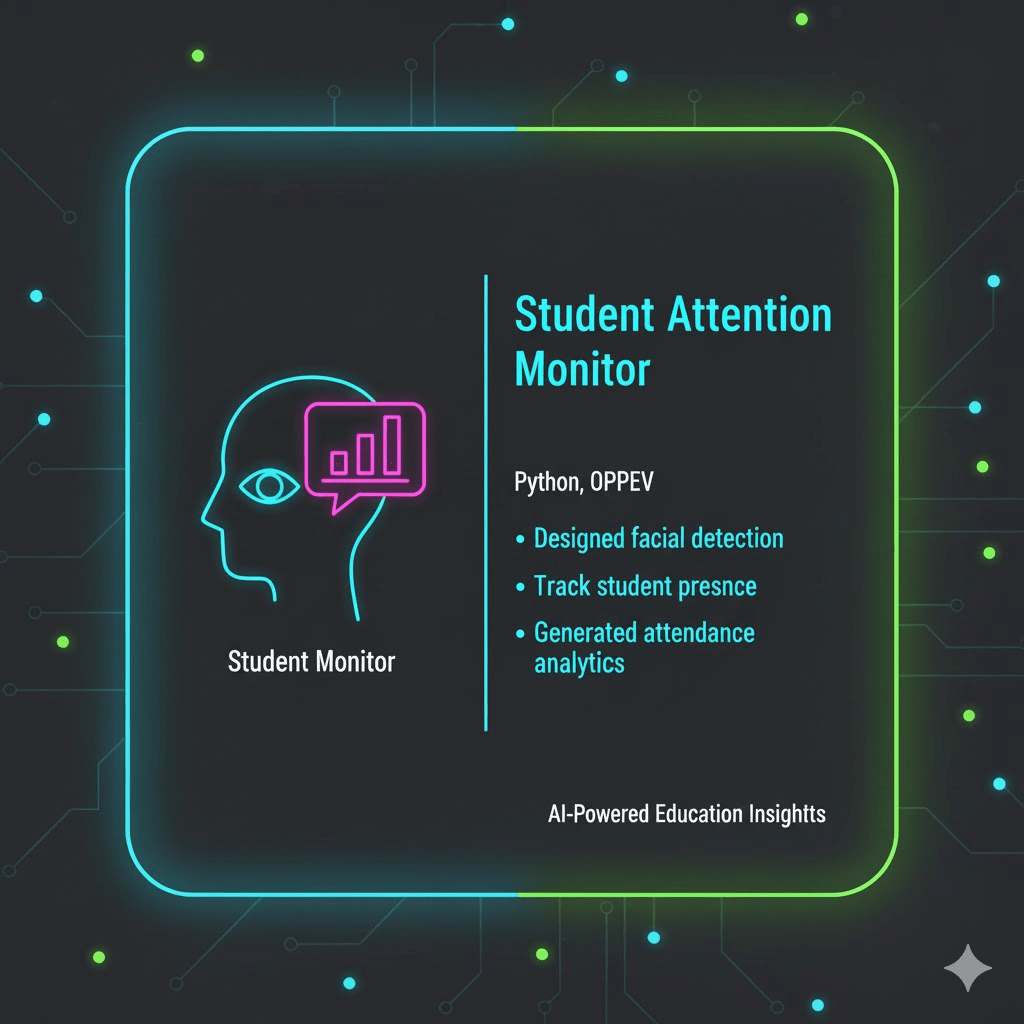 Student Attention
Monitor
Python, OPPEV
• Designed facial detection
• Track student presnce
• Generated attendance
analytics
Student Monitor
AI-Powered Education Insightts